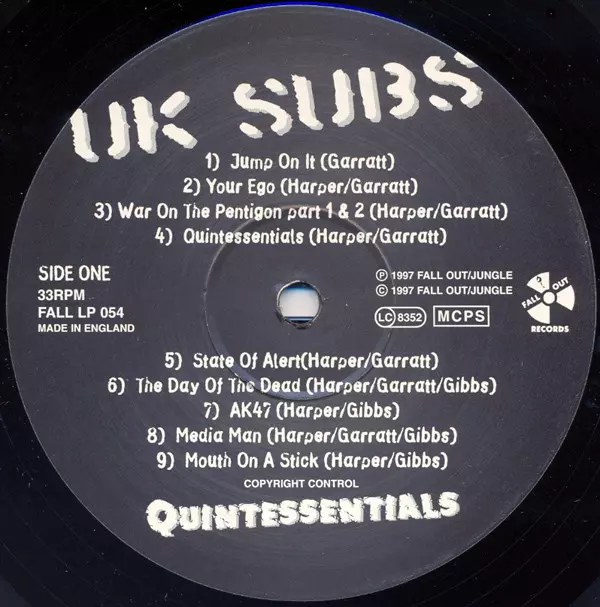 UK SUBS
1) Jump On It (Garratt)
2) Your Ego (Harper/Garratt)
3) War On The Pentigon part 1 & 2 (Harper/Garratt)
4) Quintessentials (Harper/Garratt)
SIDE ONE
33RPM
FALL LP 054
MADE IN ENGLAND
Ⓟ 1997 FALL OUT/JUNGLE
© 1997 FALL OUT/JUNGLE
LC 8352 MCPS
? FALL OUT
RECORDS
5) State Of Alert(Harper/Garratt)
6) The Day Of The Dead (Harper/Garratt/Gibbs)
7) AK47 (Harper/Gibbs)
8) Media Man (Harper/Garratt/Gibbs)
9) Mouth On A Stick (Harper/Gibbs)
COPYRIGHT CONTROL
QUINTESSENTIALS